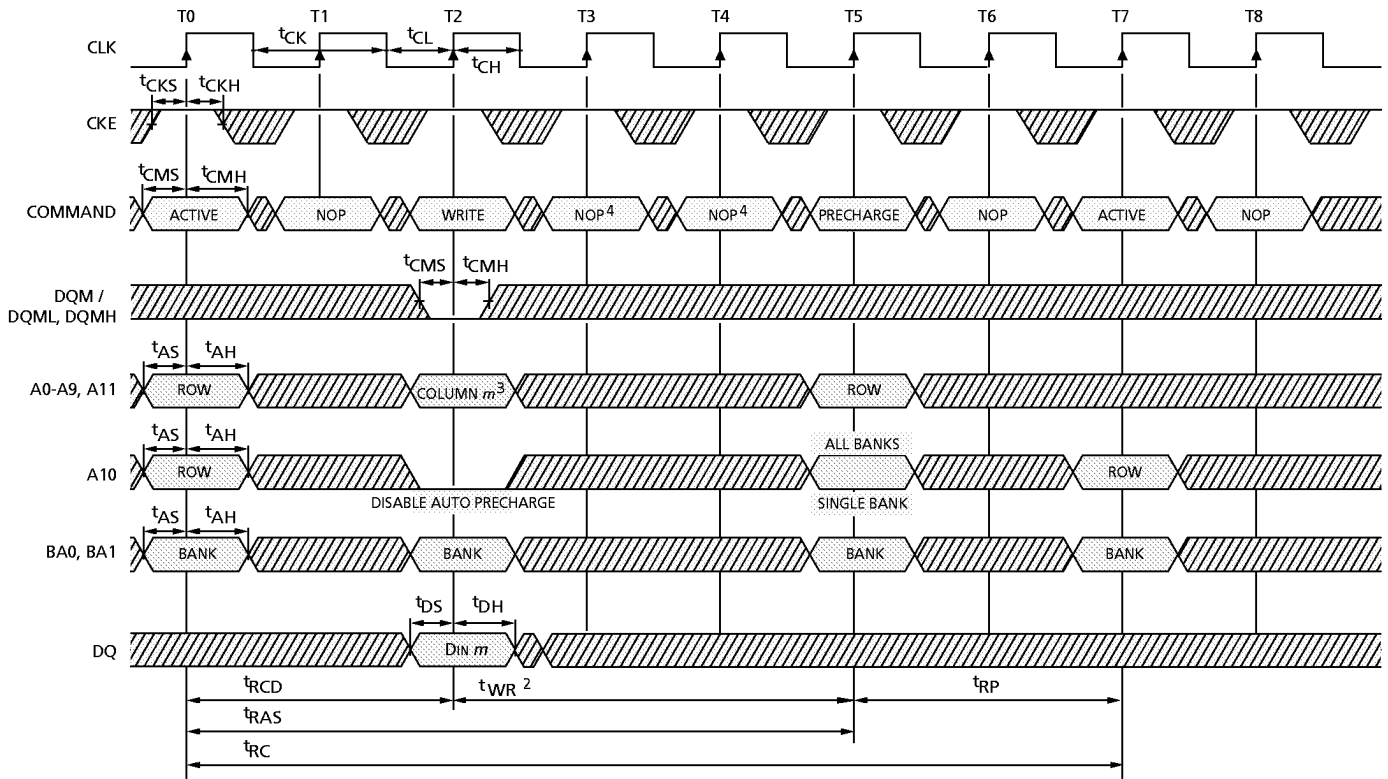 T0 T1 T2 T3 T4 T5 T6 T7 T8
CLK tCK tCL tCH
tCKS tCKH
CKE
tCMS tCMH
COMMAND ACTIVE NOP WRITE NOP4 NOP4 PRECHARGE NOP ACTIVE NOP
tCMS tCMH
DQM /
DQML, DQMH
tAS tAH
A0-A9, A11 ROW COLUMN m3 ROW
tAS tAH ALL BANKS
A10 ROW ROW
DISABLE AUTO PRECHARGE SINGLE BANK
tAS tAH
BA0, BA1 BANK BANK BANK BANK
tDS tDH
DQ DIN m
tRCD tWR 2 tRP
tRAS
tRC